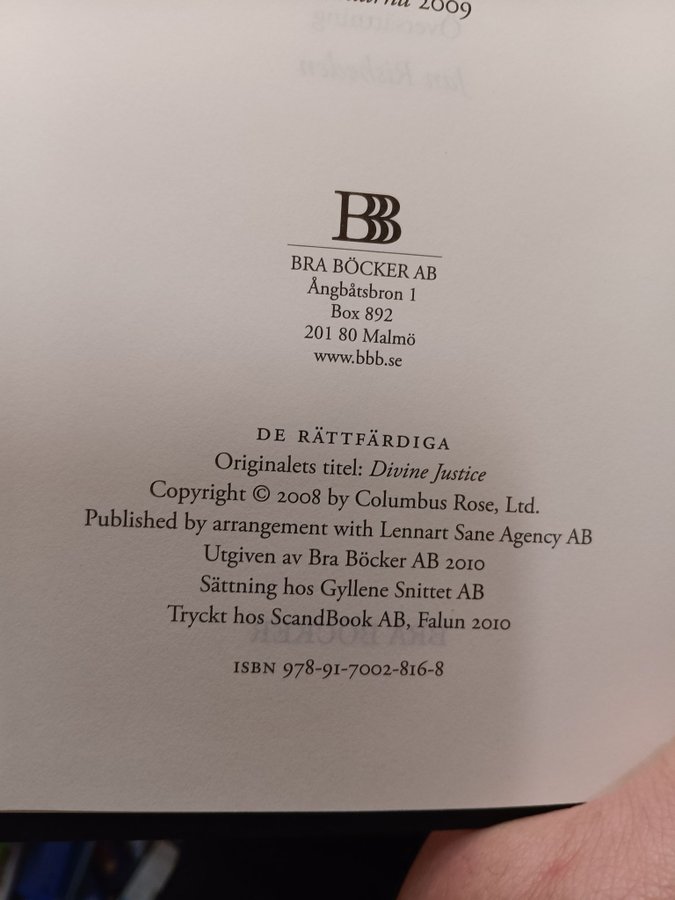 2009
BBB
BRA BÖCKER AB
Ångbåtsbron 1
Box 892
201 80 Malmö
www.bbb.se
DE RÄTTFÄRDIGA
Originalets titel: Divine Justice
Copyright © 2008 by Columbus Rose, Ltd.
Published by arrangement with Lennart Sane Agency AB
Utgiven av Bra Böcker AB 2010
Sättning hos Gyllene Snittet AB
Tryckt hos ScandBook AB, Falun 2010
ISBN 978-91-7002-816-8